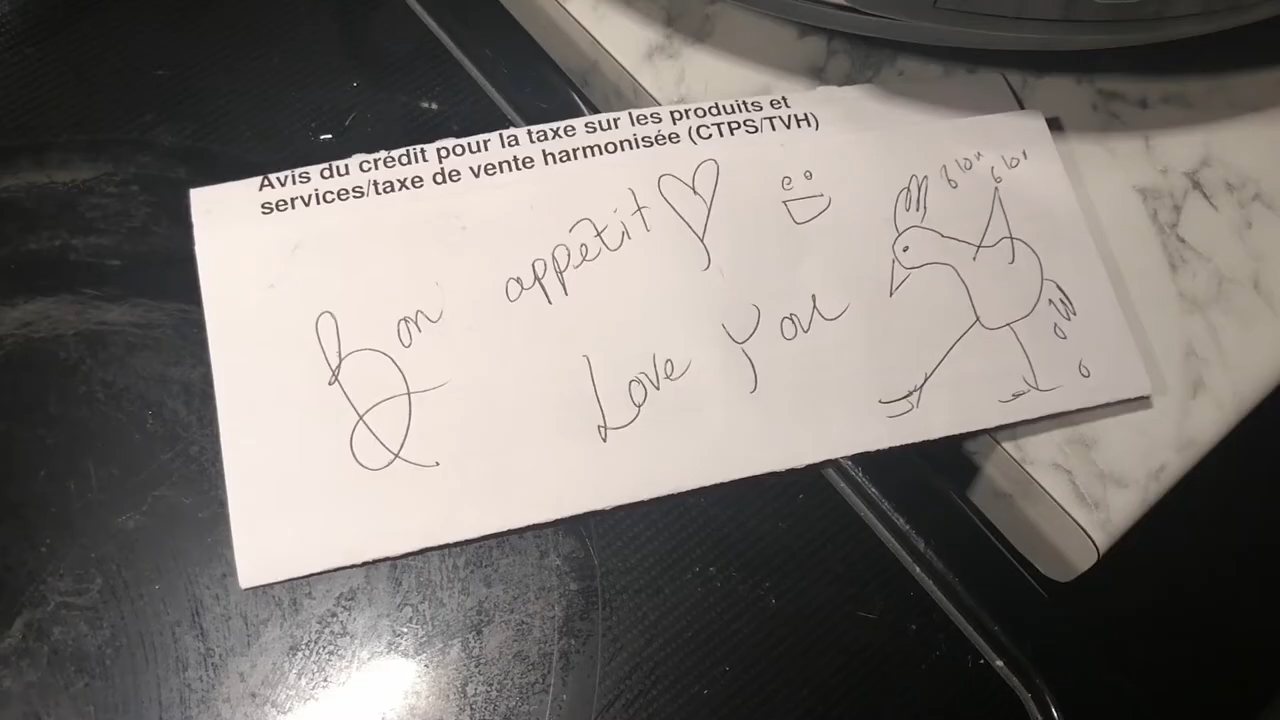 Avis du crédit pour la taxe sur les produits et
services/taxe de vente harmonisée (CTPS/TVH)
Bon appétit
Love you